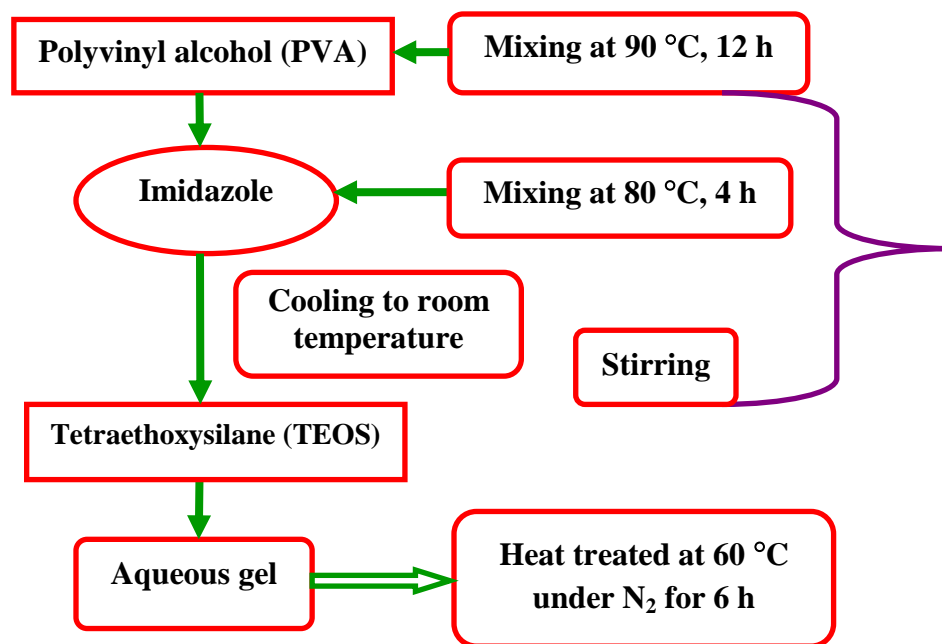 Polyvinyl alcohol (PVA)
Mixing at 90 °C, 12 h
Imidazole
Mixing at 80 °C, 4 h
Cooling to room
temperature
Stirring
Tetraethoxysilane (TEOS)
Aqueous gel
Heat treated at 60 °C
under N₂ for 6 h